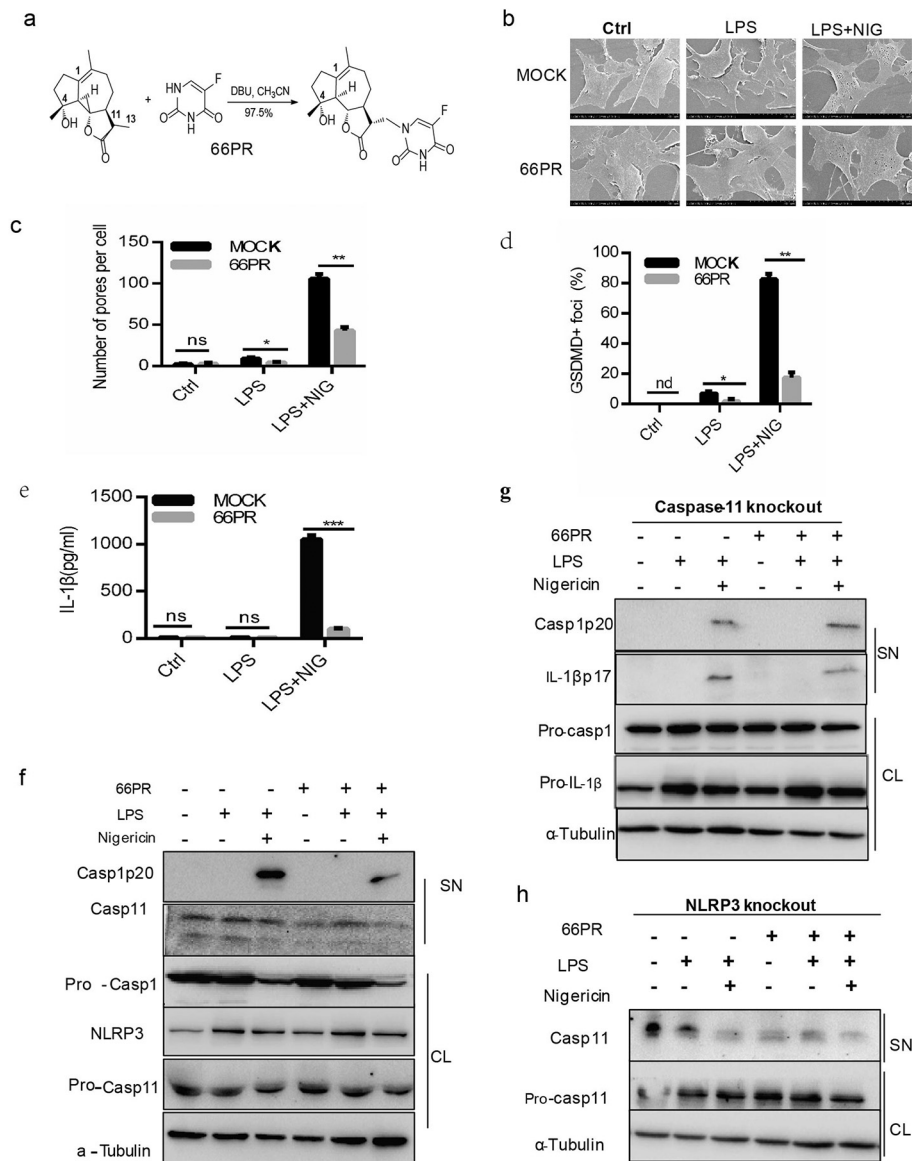 a
1
4
H
OH
O
O
11
13
+
HN
F
O
N
H
O
DBU, CH₃CN
97.5%
66PR
1
4
H
OH
O
O
F
N
O
NH
O
b
Ctrl
LPS
LPS+NIG
MOCK
66PR
c
Number of pores per cell
150
100
50
0
MOCK
66PR
ns
*
**
Ctrl
LPS
LPS+NIG
d
GSDMD+ foci (%)
100
80
60
40
20
0
MOCK
66PR
nd
*
**
Ctrl
LPS
LPS+NIG
e
IL-1β(pg/ml)
1500
1000
500
0
MOCK
66PR
ns
ns
***
Ctrl
LPS
LPS+NIG
f
66PR - - - + + +
LPS - + + - + +
Nigericin - - + - - +
Casp1p20
Casp11
SN
Pro -Casp1
NLRP3
Pro-Casp11
a-Tubulin
CL
g
Caspase-11 knockout
66PR - - - + + +
LPS - + + - + +
Nigericin - - + - - +
Casp1p20
IL-1βp17
SN
Pro-casp1
Pro-IL-1β
α-Tubulin
CL
h
NLRP3 knockout
66PR - - - + + +
LPS - + + - + +
Nigericin - - + - - +
Casp11
SN
Pro-casp11
α-Tubulin
CL